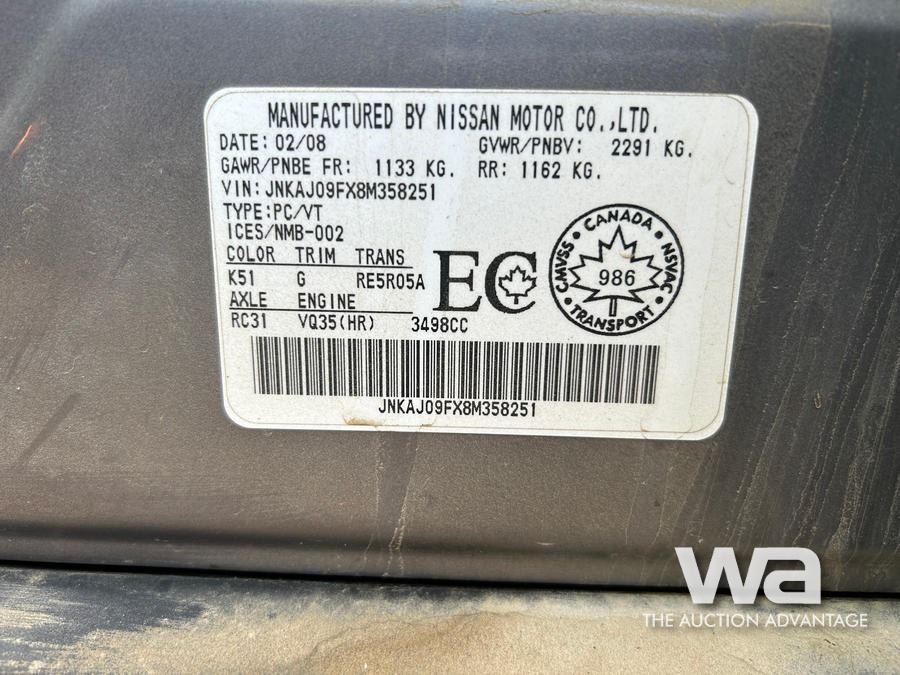 MANUFACTURED BY NISSAN MOTOR CO.,LTD.
DATE: 02/08 GVWR/PNBV: 2291 KG.
GAWR/PNBE FR: 1133 KG. RR: 1162 KG.
VIN: JNKAJ09FX8M358251
TYPE:PC/VT
ICES/NMB-002
COLOR TRIM TRANS
K51 G RE5R05A
AXLE ENGINE
RC31 VQ35(HR) 3498CC
EC
CANADA
CMVSS 986 NSVAC
TRANSPORT
JNKAJ09FX8M358251
wa
THE AUCTION ADVANTAGE